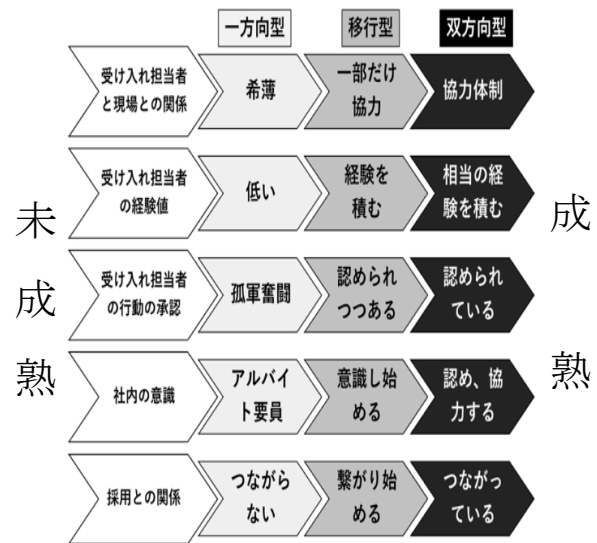 一方向型
移行型
双方向型
受け入れ担当者
と現場との関係
希薄
一部だけ
協力
協力体制
受け入れ担当者
の経験値
低い
経験を
積む
相当の経
験を積む
受け入れ担当者
の行動の承認
孤軍奮闘
認められ
つつある
認められ
ている
社内の意識
アルバイ
ト要員
意識し始
める
認め、協
力する
採用との関係
つながら
ない
繋がり始
める
つながっ
ている
未成熟
成熟